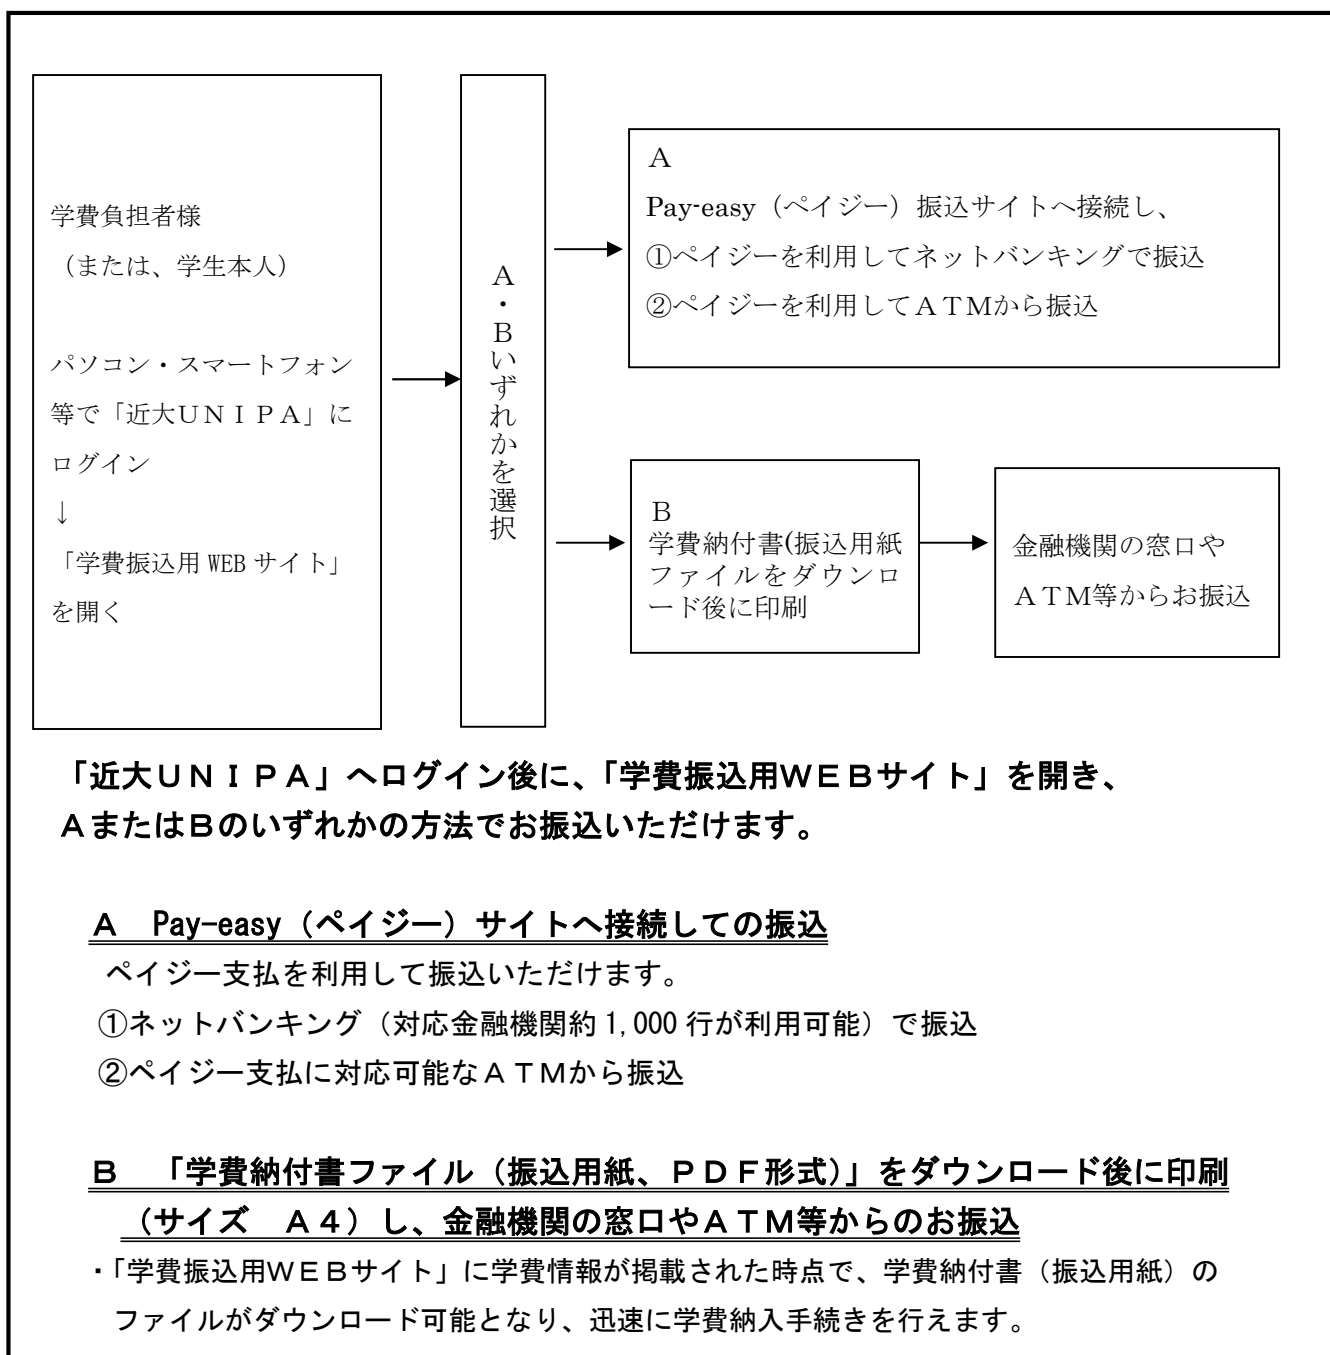 学費負担者様
（または、学生本人）
パソコン・スマートフォン
等で「近大ＵＮＩＰＡ」に
ログイン
↓
「学費振込用 WEB サイト」
を開く
Ａ・Ｂいずれかを選択
Ａ
Pay-easy（ペイジー）振込サイトへ接続し、
①ペイジーを利用してネットバンキングで振込
②ペイジーを利用してＡＴＭから振込
Ｂ
学費納付書(振込用紙
ファイルをダウンロ
ード後に印刷
金融機関の窓口や
ＡＴＭ等からお振込
「近大ＵＮＩＰＡ」へログイン後に、「学費振込用ＷＥＢサイト」を開き、
ＡまたはＢのいずれかの方法でお振込いただけます。
Ａ　Pay-easy（ペイジー）サイトへ接続しての振込
ペイジー支払を利用して振込いただけます。
①ネットバンキング（対応金融機関約 1,000 行が利用可能）で振込
②ペイジー支払に対応可能なＡＴＭから振込
Ｂ　「学費納付書ファイル（振込用紙、ＰＤＦ形式）」をダウンロード後に印刷
（サイズ　Ａ４）し、金融機関の窓口やＡＴＭ等からのお振込
・「学費振込用ＷＥＢサイト」に学費情報が掲載された時点で、学費納付書（振込用紙）の
ファイルがダウンロード可能となり、迅速に学費納入手続きを行えます。